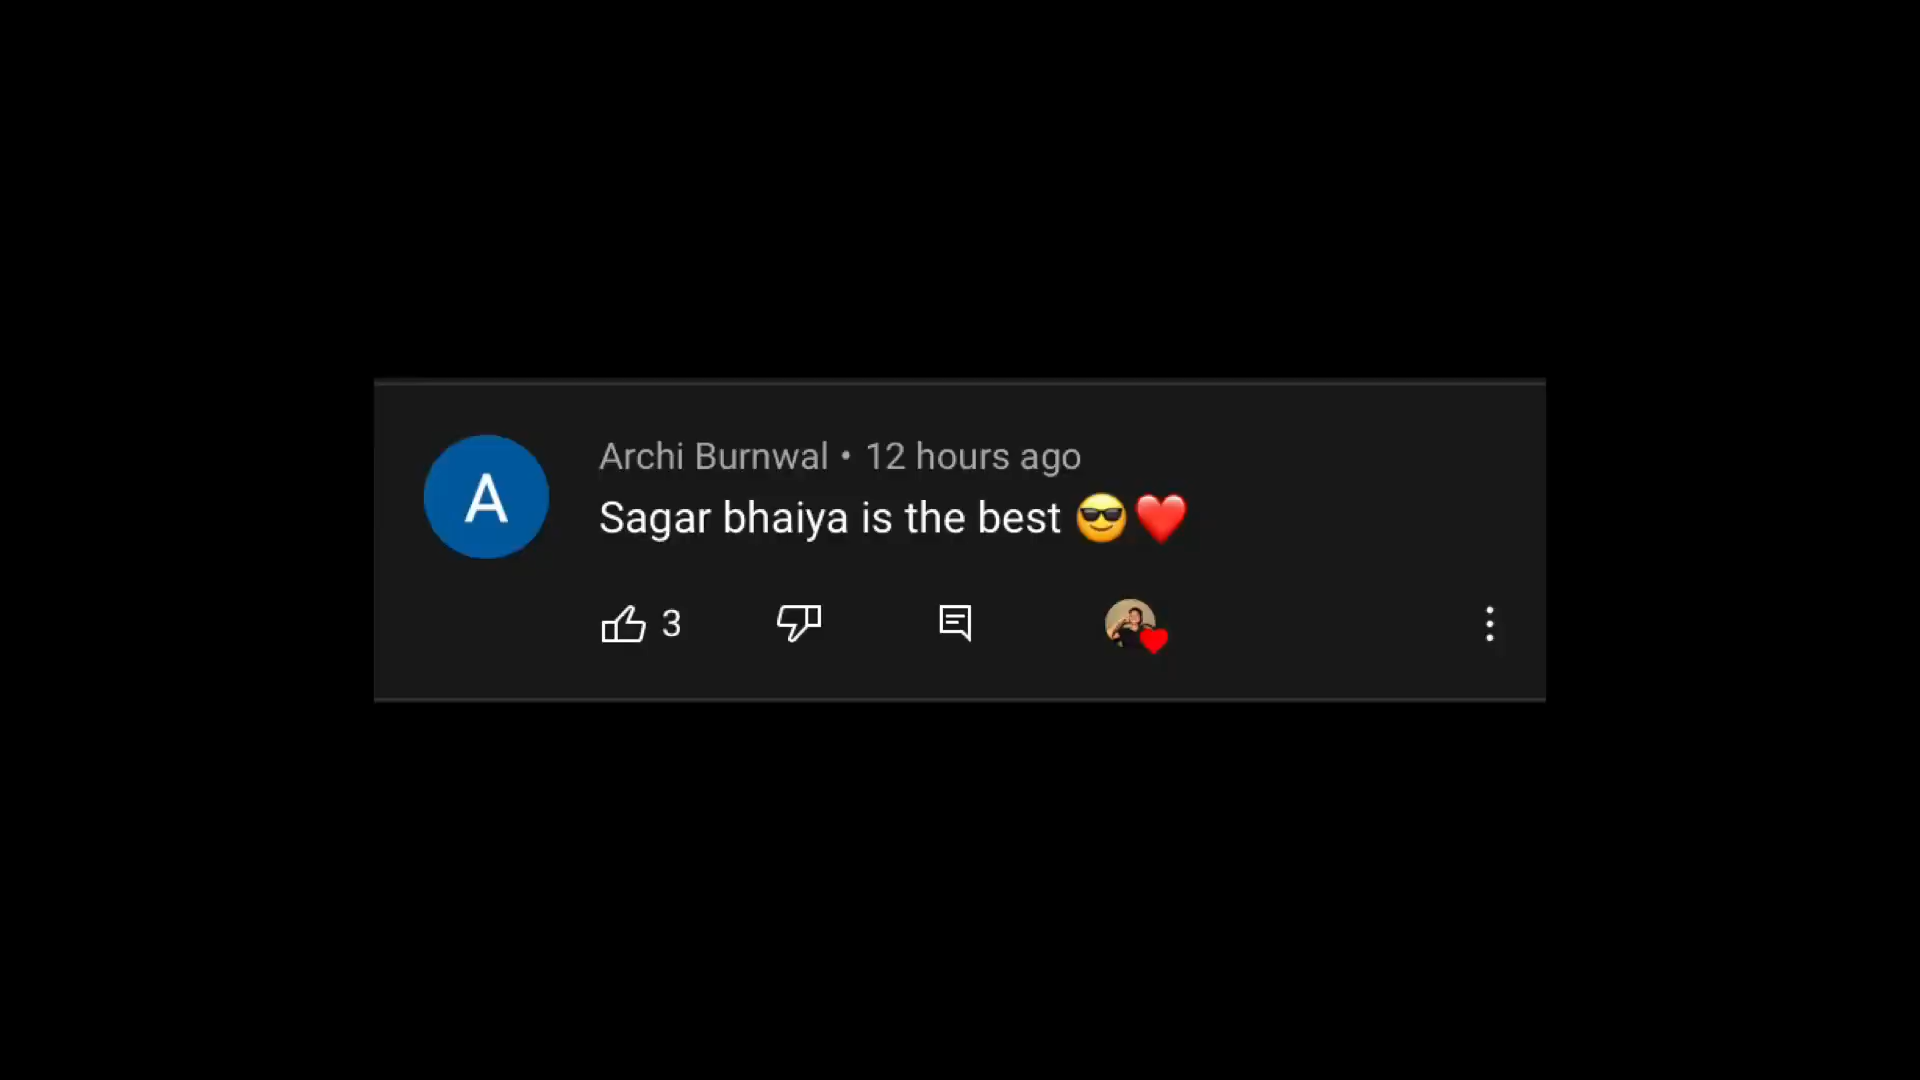 A
Archi Burnwal • 12 hours ago
Sagar bhaiya is the best 😎❤️
3